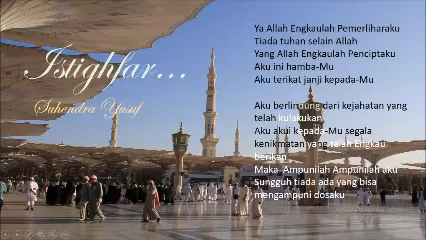 Istighfar...
Suhendra Yusuf
Ya Allah Engkaulah Pemerliharaku
Tiada tuhan selain Allah
Yang Allah Engkaulah Penciptaku
Aku ini hamba-Mu
Aku terikat janji kepada-Mu
Aku berlindung dari kejahatan yang
telah kulakukan
Aku akui kepada-Mu segala
kenikmatan yang telah Engkau
berikan
Maka Ampunilah Ampunilah aku
Sungguh tiada ada yang bisa
mengampuni dosaku